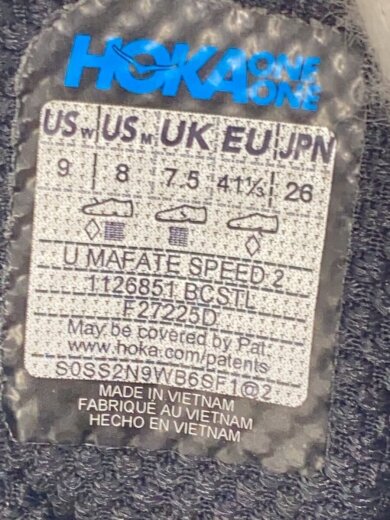 HOKA ONE ONE
US W US M UK EU JPN
9 8 7.5 41⅓ 26
U MAFATE SPEED 2
1126851 BCSTL
F27225D
May be covered by Pat.
www.hoka.com/patents
S0SS2N9WB6SF1@2
MADE IN VIETNAM
FABRIQUÉ AU VIETNAM
HECHO EN VIETNAM